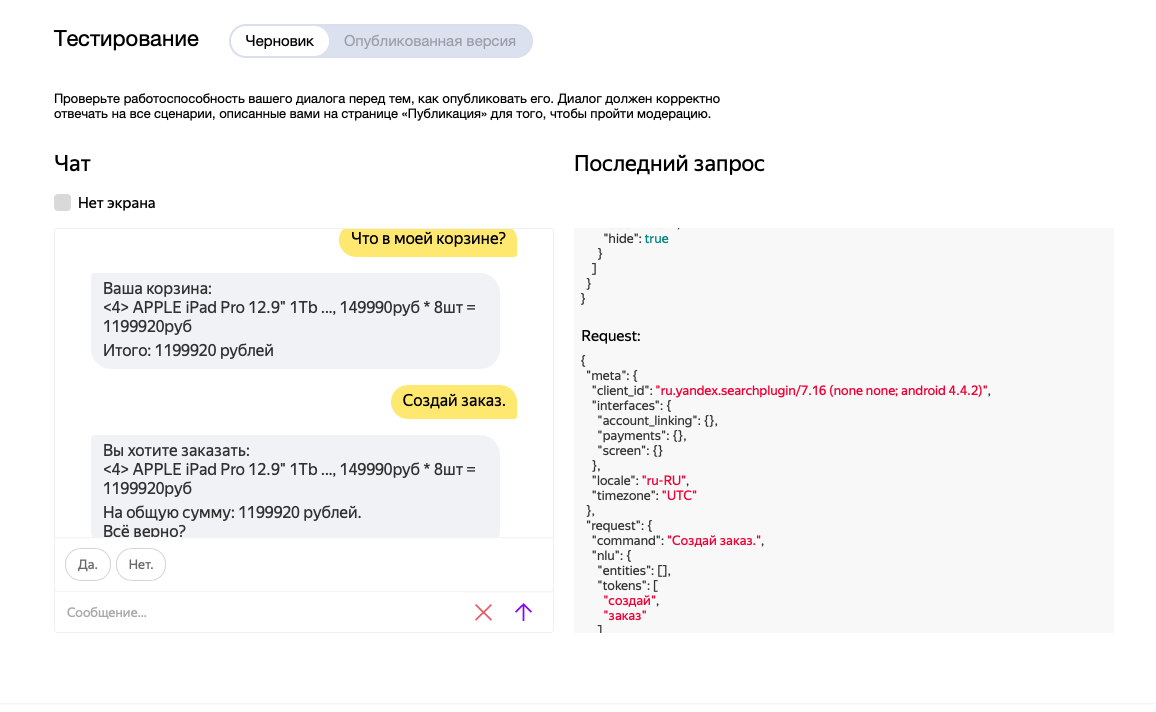 Тестирование
Черновик
Опубликованная версия
Проверьте работоспособность вашего диалога перед тем, как опубликовать его. Диалог должен корректно
отвечать на все сценарии, описанные вами на странице «Публикация» для того, чтобы пройти модерацию.
Чат
Нет экрана
Что в моей корзине?
Ваша корзина:
<4> APPLE iPad Pro 12.9" 1Tb ..., 149990руб * 8шт =
1199920руб
Итого: 1199920 рублей
Создай заказ.
Вы хотите заказать:
<4> APPLE iPad Pro 12.9" 1Tb ..., 149990руб * 8шт =
1199920руб
На общую сумму: 1199920 рублей.
Всё верно?
Да.
Нет.
Сообщение...
Последний запрос
"hide": true
}
]
}
}
Request:
{
"meta": {
"client_id": "ru.yandex.searchplugin/7.16 (none none; android 4.4.2)",
"interfaces": {
"account_linking": {},
"payments": {},
"screen": {}
},
"locale": "ru-RU",
"timezone": "UTC"
},
"request": {
"command": "Создай заказ.",
"nlu": {
"entities": [],
"tokens": [
"создай",
"заказ"
]